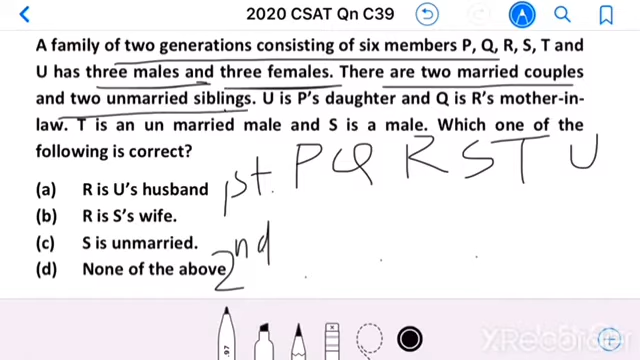 2020 CSAT Qn C39
A family of two generations consisting of six members P, Q, R, S, T and
U has three males and three females. There are two married couples
and two unmarried siblings. U is P's daughter and Q is R's mother-in-
law. T is an un married male and S is a male. Which one of the
following is correct?
(a) R is U's husband
(b) R is S's wife.
(c) S is unmarried.
(d) None of the above
1st. P Q R S T U
2nd
.97
XRecorder